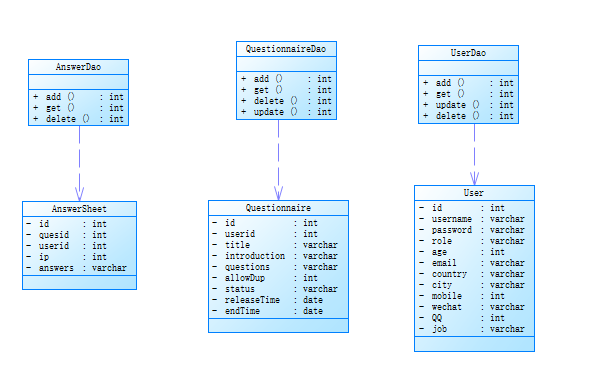 AnswerDao
+ add () : int
+ get () : int
+ delete () : int
QuestionnaireDao
+ add () : int
+ get () : int
+ delete () : int
+ update () : int
UserDao
+ add () : int
+ get () : int
+ update () : int
+ delete () : int
AnswerSheet
- id : int
- quesid : int
- userid : int
- ip : int
- answers : varchar
Questionnaire
- id : int
- userid : int
- title : varchar
- introduction : varchar
- questions : varchar
- allowDup : int
- status : varchar
- releaseTime : date
- endTime : date
User
- id : int
- username : varchar
- password : varchar
- role : varchar
- age : int
- email : varchar
- country : varchar
- city : varchar
- mobile : int
- wechat : varchar
- QQ : int
- job : varchar